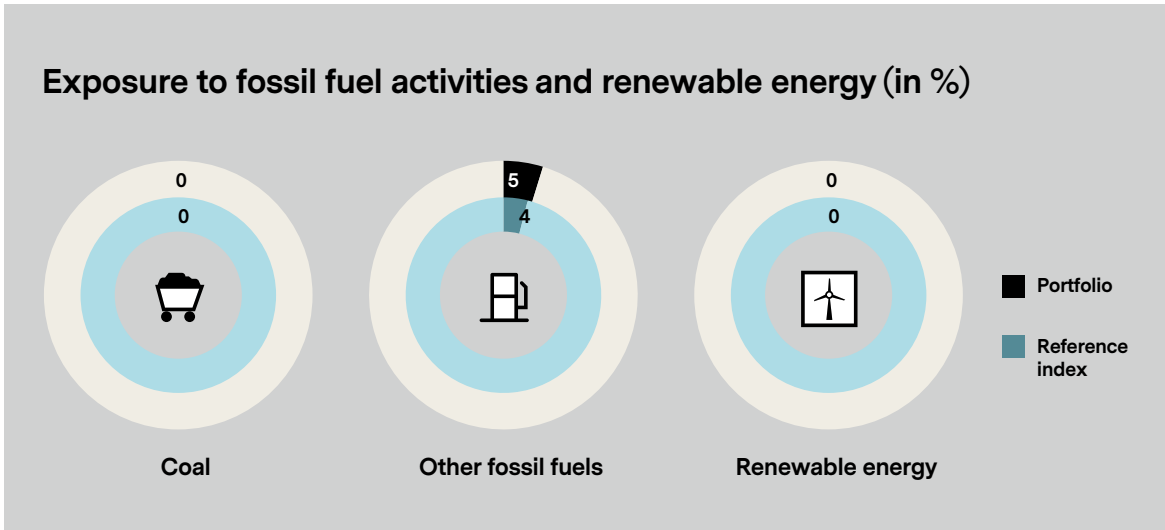 Exposure to fossil fuel activities and renewable energy (in %)
0
0
5
4
0
0
Portfolio
Reference
index
Coal
Other fossil fuels
Renewable energy